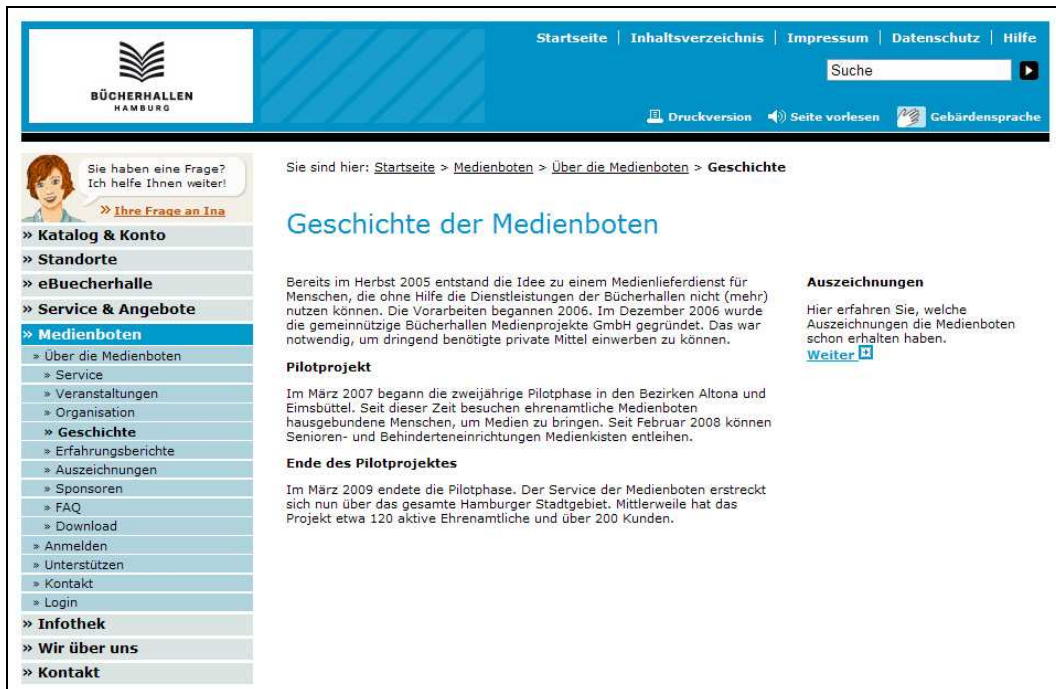 Startseite | Inhaltsverzeichnis | Impressum | Datenschutz | Hilfe
Suche
BÜCHERHALLEN
HAMBURG
Druckversion Seite vorlesen Gebärdensprache
Sie haben eine Frage?
Ich helfe Ihnen weiter!
» Ihre Frage an Ina
» Katalog & Konto
» Standorte
» eBuecherhalle
» Service & Angebote
» Medienboten
» Über die Medienboten
» Service
» Veranstaltungen
» Organisation
» Geschichte
» Erfahrungsberichte
» Auszeichnungen
» Sponsoren
» FAQ
» Download
» Anmelden
» Unterstützen
» Kontakt
» Login
» Infothek
» Wir über uns
» Kontakt
Sie sind hier: Startseite > Medienboten > Über die Medienboten > Geschichte
Geschichte der Medienboten
Bereits im Herbst 2005 entstand die Idee zu einem Medienlieferdienst für
Menschen, die ohne Hilfe die Dienstleistungen der Bücherhallen nicht (mehr)
nutzen können. Die Vorarbeiten begannen 2006. Im Dezember 2006 wurde
die gemeinnützige Bücherhallen Medienprojekte GmbH gegründet. Das war
notwendig, um dringend benötigte private Mittel einwerben zu können.
Pilotprojekt
Im März 2007 begann die zweijährige Pilotphase in den Bezirken Altona und
Eimsbüttel. Seit dieser Zeit besuchen ehrenamtliche Medienboten
hausgebundene Menschen, um Medien zu bringen. Seit Februar 2008 können
Senioren- und Behinderteneinrichtungen Medienkisten entleihen.
Ende des Pilotprojektes
Im März 2009 endete die Pilotphase. Der Service der Medienboten erstreckt
sich nun über das gesamte Hamburger Stadtgebiet. Mittlerweile hat das
Projekt etwa 120 aktive Ehrenamtliche und über 200 Kunden.
Auszeichnungen
Hier erfahren Sie, welche
Auszeichnungen die Medienboten
schon erhalten haben.
Weiter